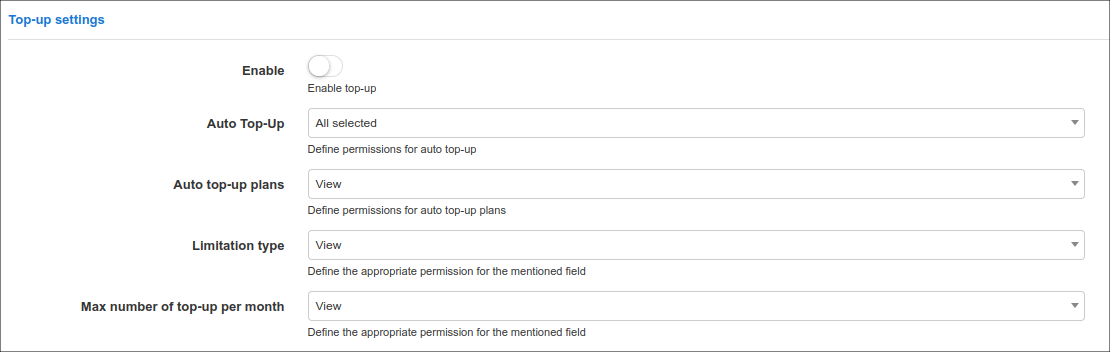 Top-up settings
Enable
Enable top-up
Auto Top-Up
All selected
Define permissions for auto top-up
Auto top-up plans
View
Define permissions for auto top-up plans
Limitation type
View
Define the appropriate permission for the mentioned field
Max number of top-up per month
View
Define the appropriate permission for the mentioned field